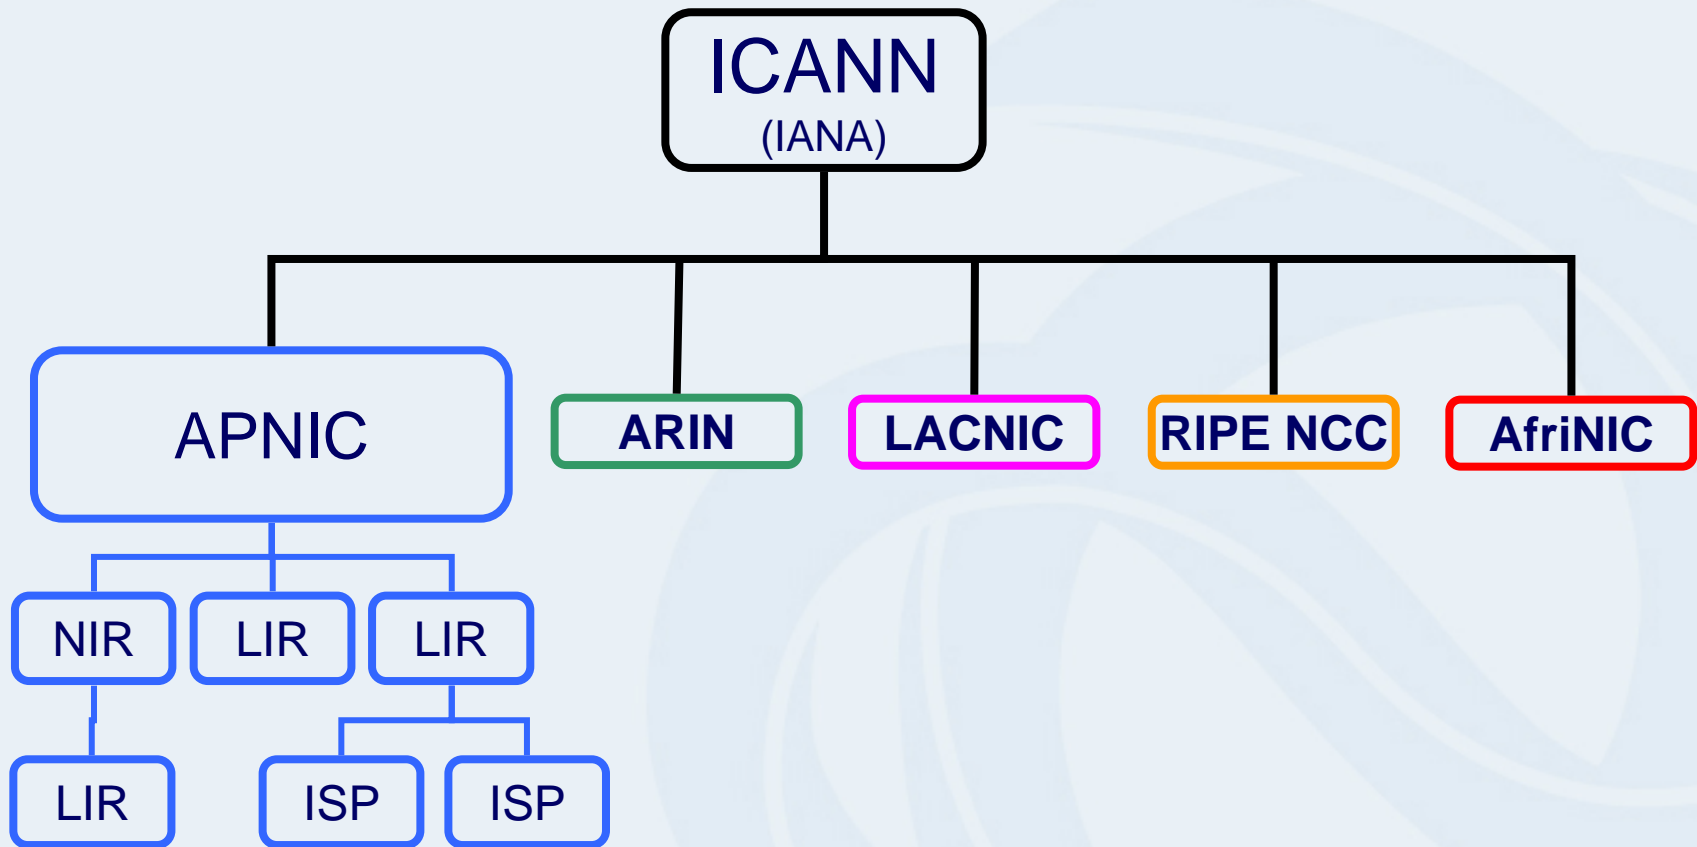 ICANN
(IANA)
APNIC
ARIN
LACNIC
RIPE NCC
AfriNIC
NIR
LIR
LIR
LIR
ISP
ISP